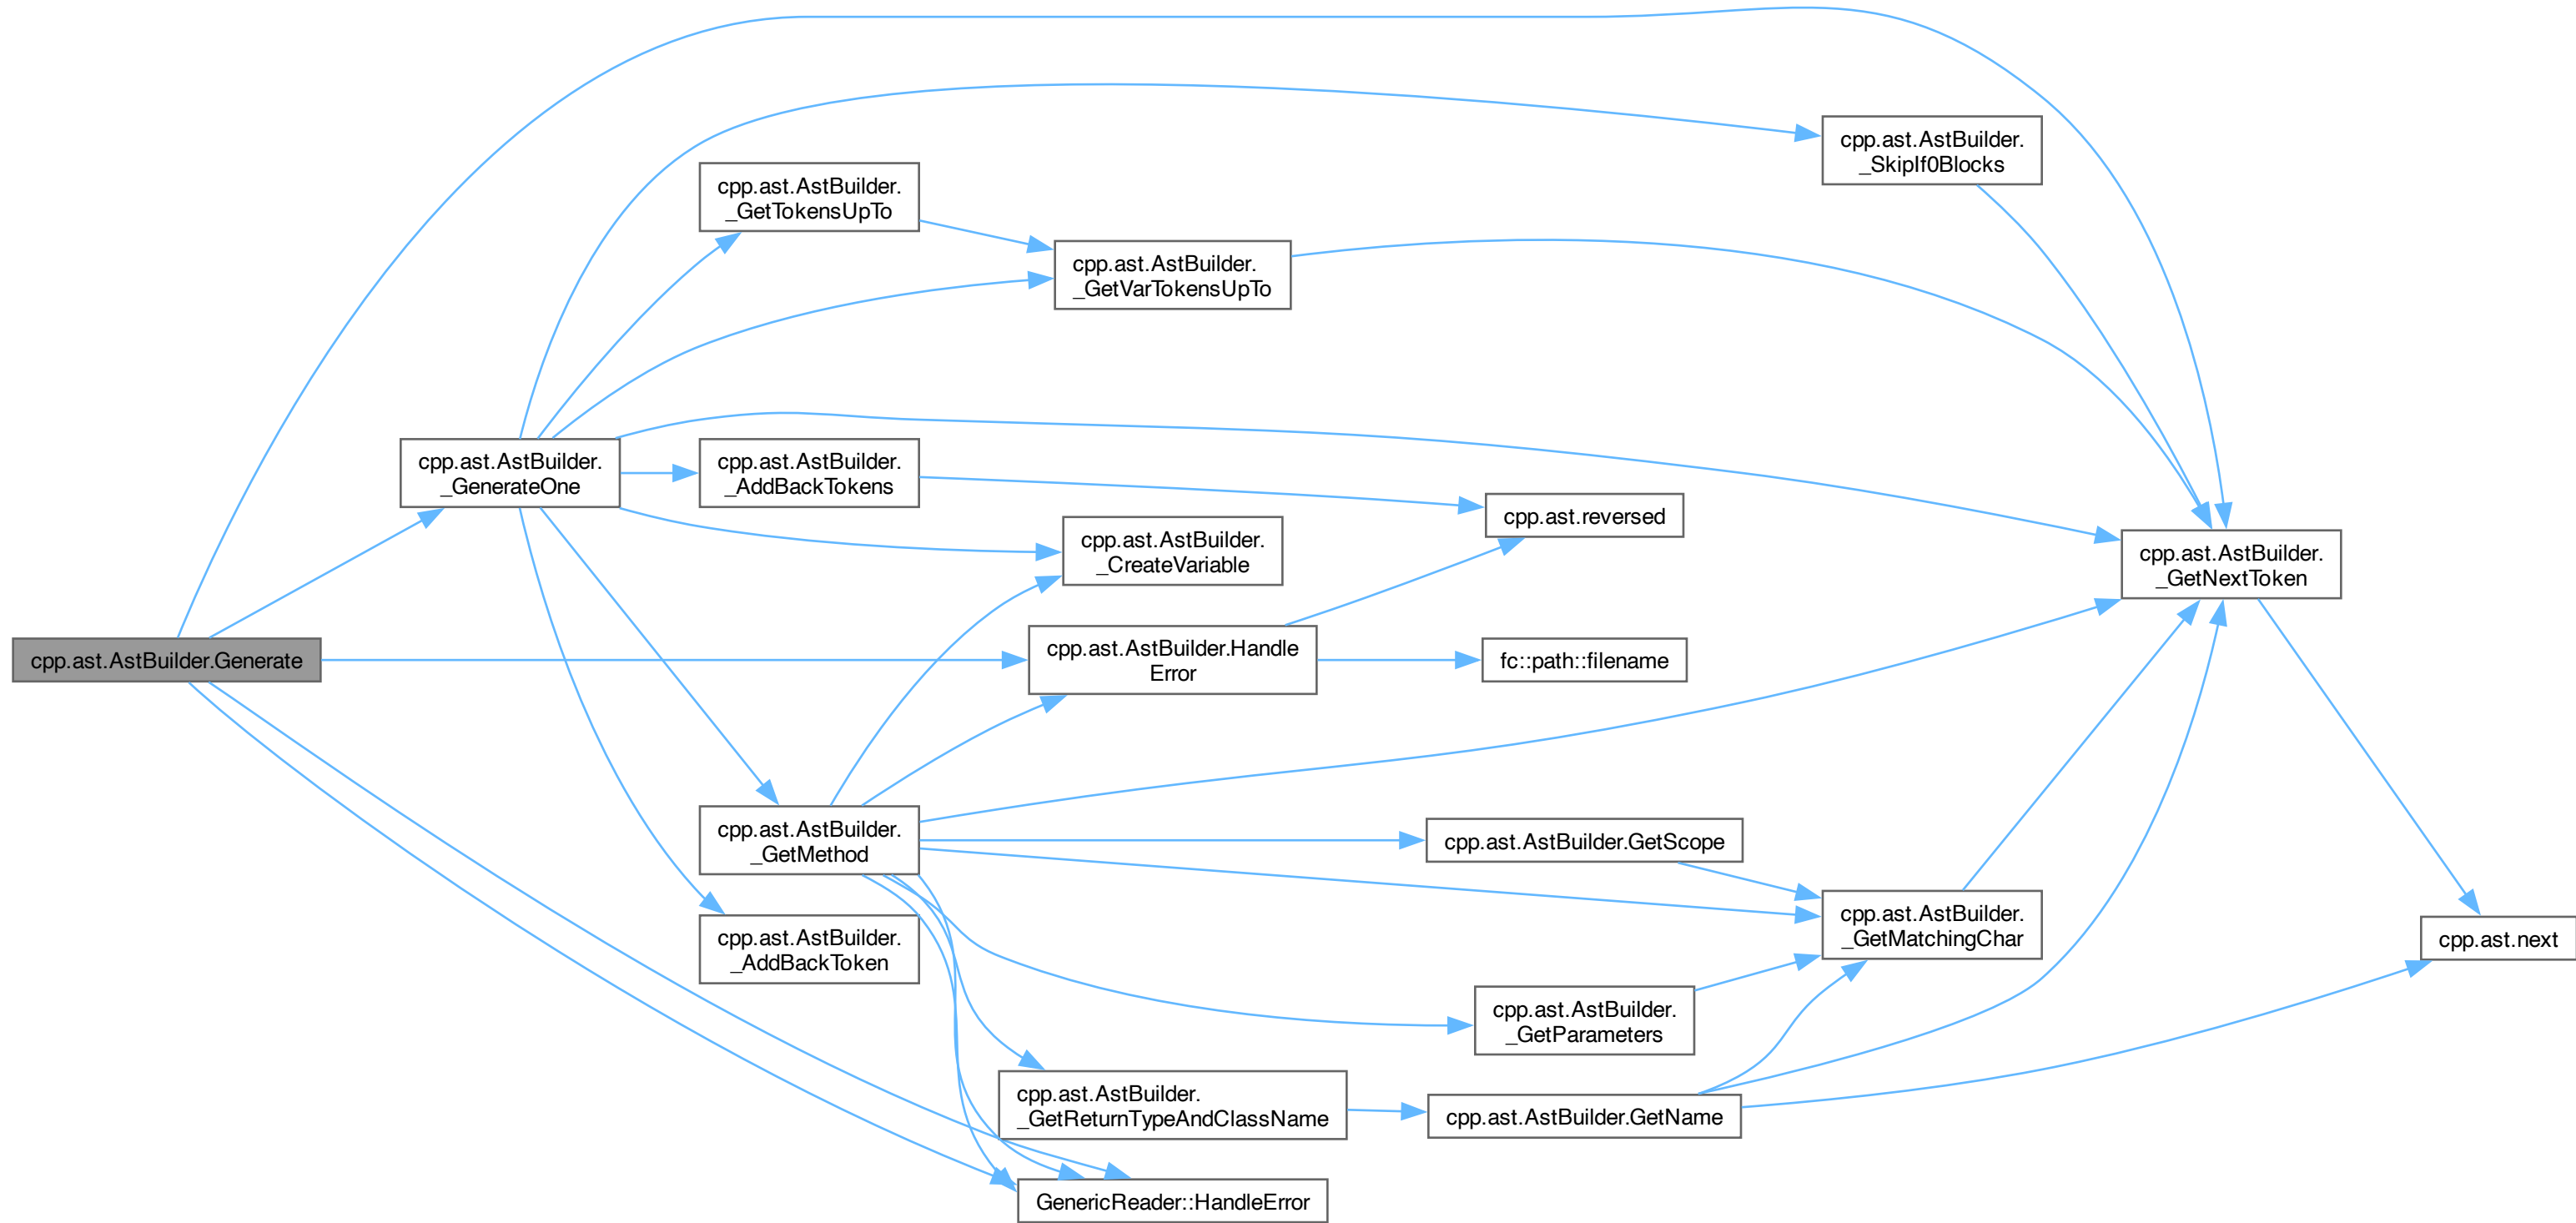 cpp.ast.AstBuilder.
_SkipIf0Blocks
cpp.ast.AstBuilder.
_GetTokensUpTo
cpp.ast.AstBuilder.
_GetVarTokensUpTo
cpp.ast.AstBuilder.
_GenerateOne
cpp.ast.AstBuilder.
_AddBackTokens
cpp.ast.reversed
cpp.ast.AstBuilder.
_CreateVariable
cpp.ast.AstBuilder.
_GetNextToken
cpp.ast.AstBuilder.Generate
cpp.ast.AstBuilder.Handle
Error
fc::path::filename
cpp.ast.AstBuilder.
_GetMethod
cpp.ast.AstBuilder.GetScope
cpp.ast.AstBuilder.
_GetMatchingChar
cpp.ast.AstBuilder.
_AddBackToken
cpp.ast.next
cpp.ast.AstBuilder.
_GetParameters
cpp.ast.AstBuilder.
_GetReturnTypeAndClassName
cpp.ast.AstBuilder.GetName
GenericReader::HandleError